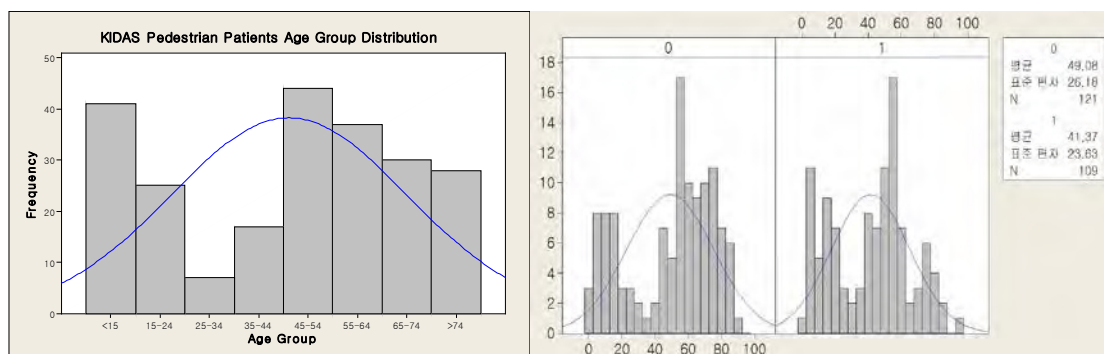 KIDAS Pedestrian Patients Age Group Distribution
50
40
30
20
10
0
Frequency
<15 15-24 25-34 35-44 45-54 55-64 65-74 >74
Age Group
0 20 40 60 80 100
0 1
18
16
14
12
10
8
6
4
2
0
0 20 40 60 80 100
0
평균 49,08
표준 편차 26,18
N 121
1
평균 41,37
표준 편차 23,63
N 109